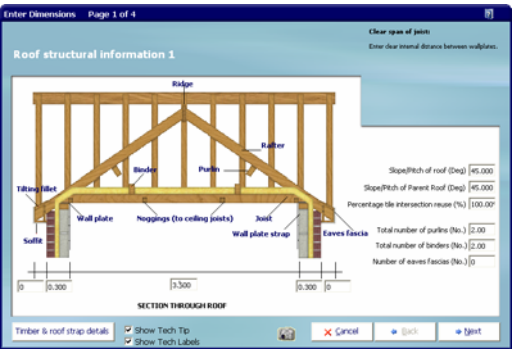 Enter Dimensions Page 1 of 4
Clear span of joist:
Enter clear internal distance between wallplates.
Roof structural information 1
Ridge
Rafter
Binder
Purlin
Tilting fillet
Wall plate
Noggings (to ceiling joists)
Joist
Soffit
Wall plate strap
Eaves fascia
Slope/Pitch of roof (Deg) 45.000
Slope/Pitch of Parent Roof (Deg) 45.000
Percentage tile intersection reuse (%) 100.00
Total number of purlins (No.) 2.00
Total number of binders (No.) 2.00
Number of eaves fascias (No.) 0
0 0.300 3.300 0.300 0
SECTION THROUGH ROOF
Timber & roof strap details
Show Tech Tip
Show Tech Labels
Cancel
Back
Next